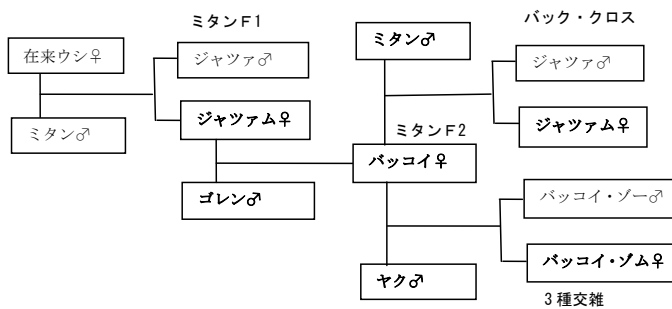 ミタンF1
在来ウシ♀
ミタン♂
ジャツァ♂
ジャツァム♀
ゴレン♂
ミタン♂
ミタンF2
バッコイ♀
ヤク♂
バック・クロス
ジャツァ♂
ジャツァム♀
バッコイ・ゾー♂
バッコイ・ゾム♀
3種交雑